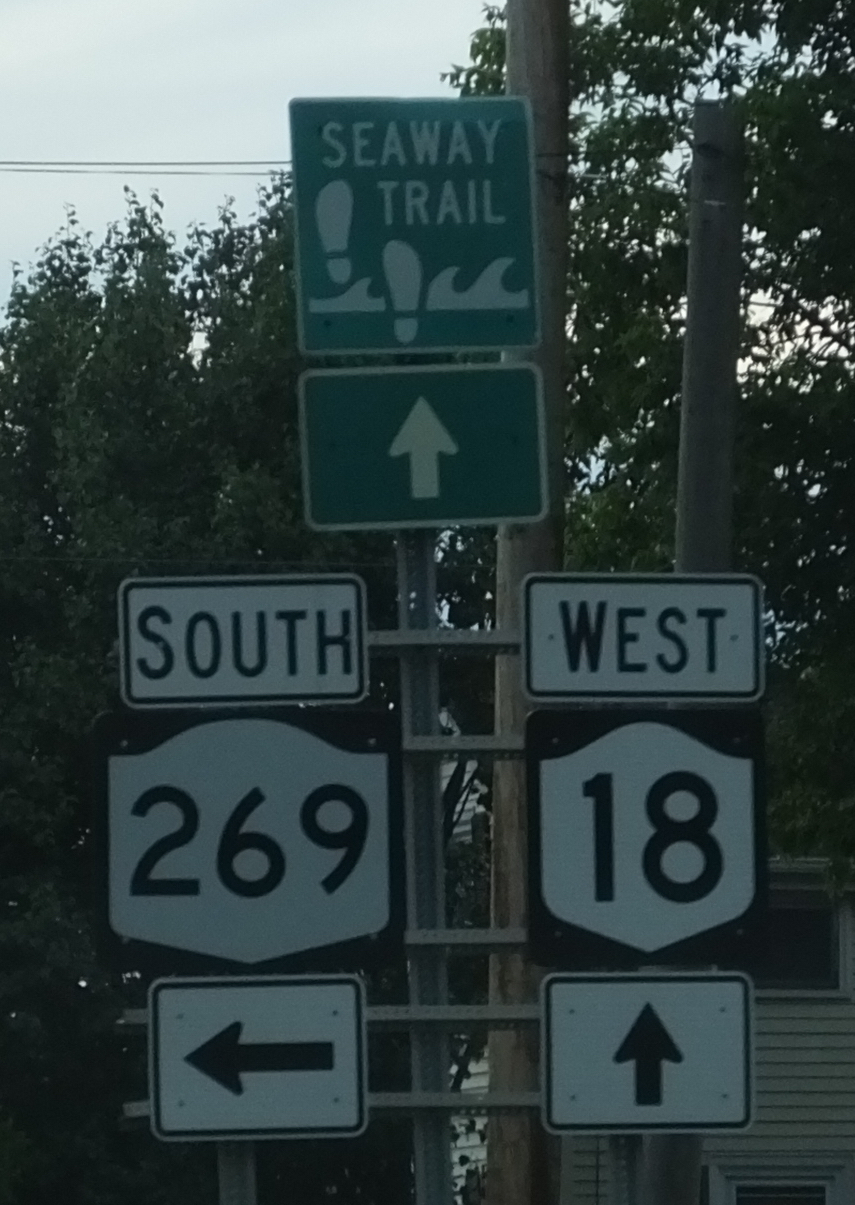 SEAWAY
TRAIL
SOUTH
269
WEST
18